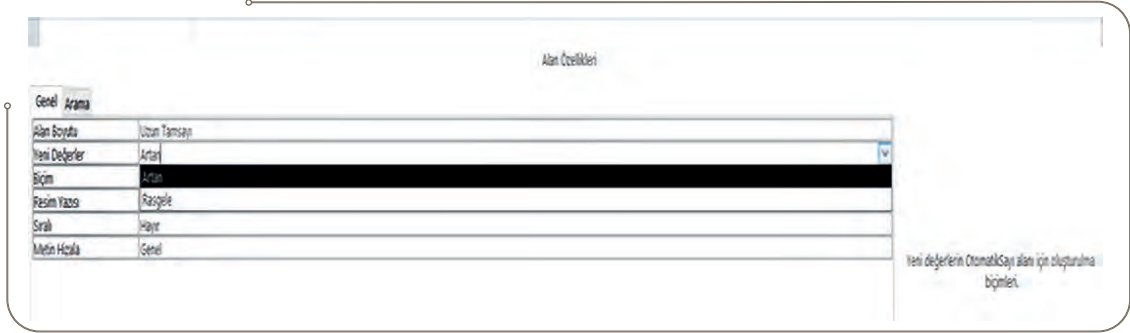 Alan Özellikleri
Genel Arama
Alan Boyutu Uzun Tamsayı
Yeni Değerler Artan
Biçim Artan
Resim Yazısı Rasgele
Sıralı Hayır
Metin Hizala Genel
Yeni değerlerin OtomatikSayı alanı için oluşturulma
biçimleri.